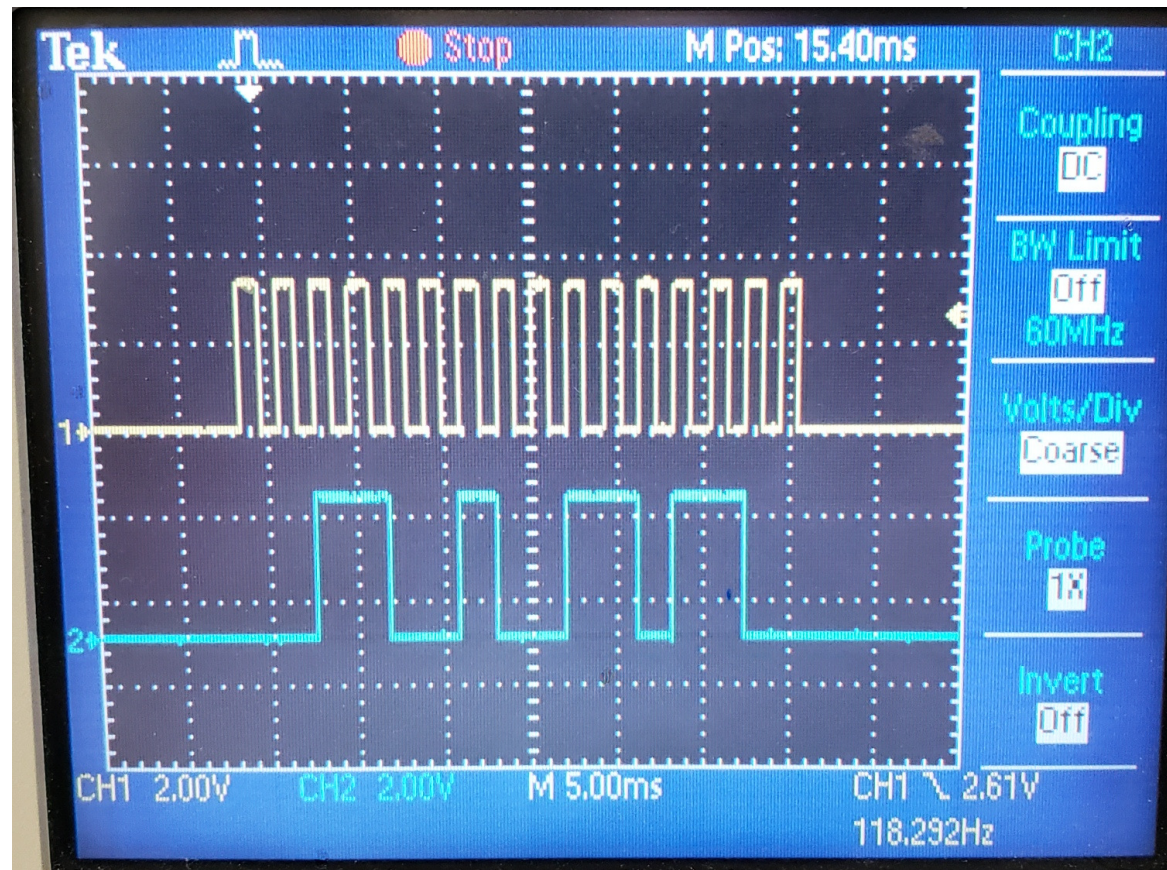 Tek Stop M Pos: 15.40ms CH2
Coupling
DC
BW Limit
Off
60MHz
1
Volts/Div
Coarse
Probe
1X
2
Invert
Off
CH1 2.00V CH2 2.00V M 5.00ms CH1 2.61V
118.292Hz